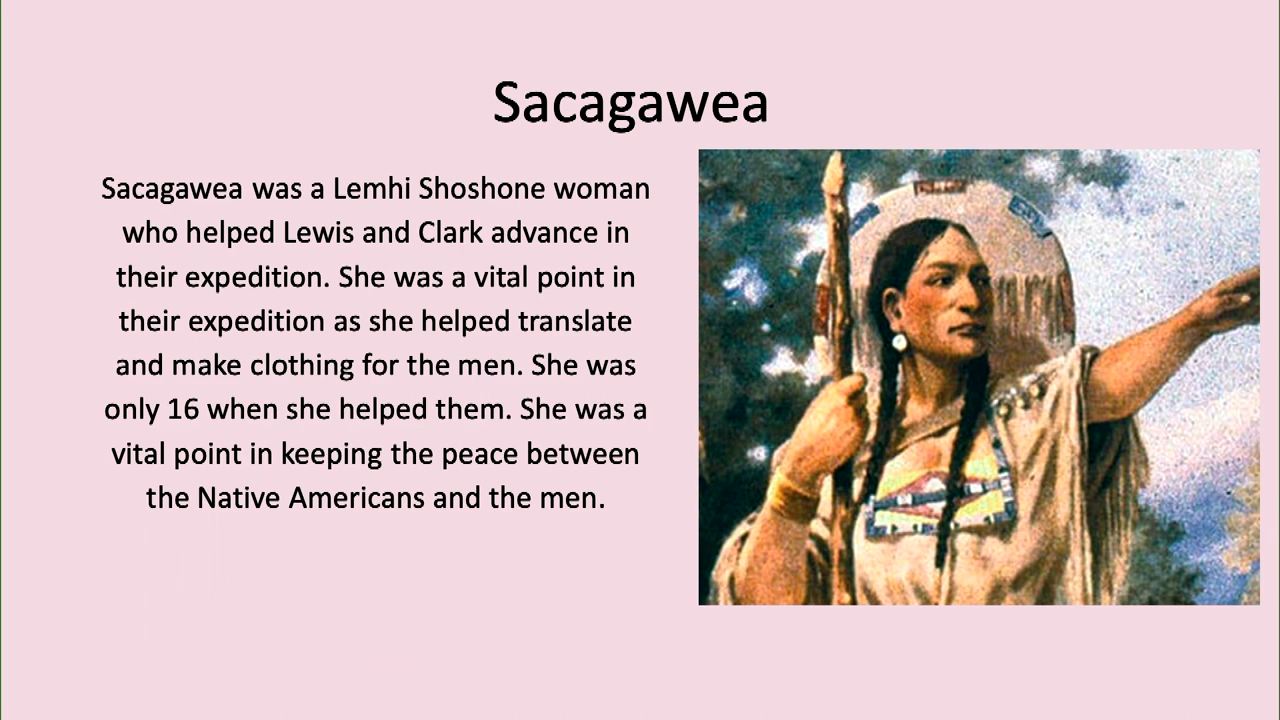 Sacagawea
Sacagawea was a Lemhi Shoshone woman
who helped Lewis and Clark advance in
their expedition. She was a vital point in
their expedition as she helped translate
and make clothing for the men. She was
only 16 when she helped them. She was a
vital point in keeping the peace between
the Native Americans and the men.